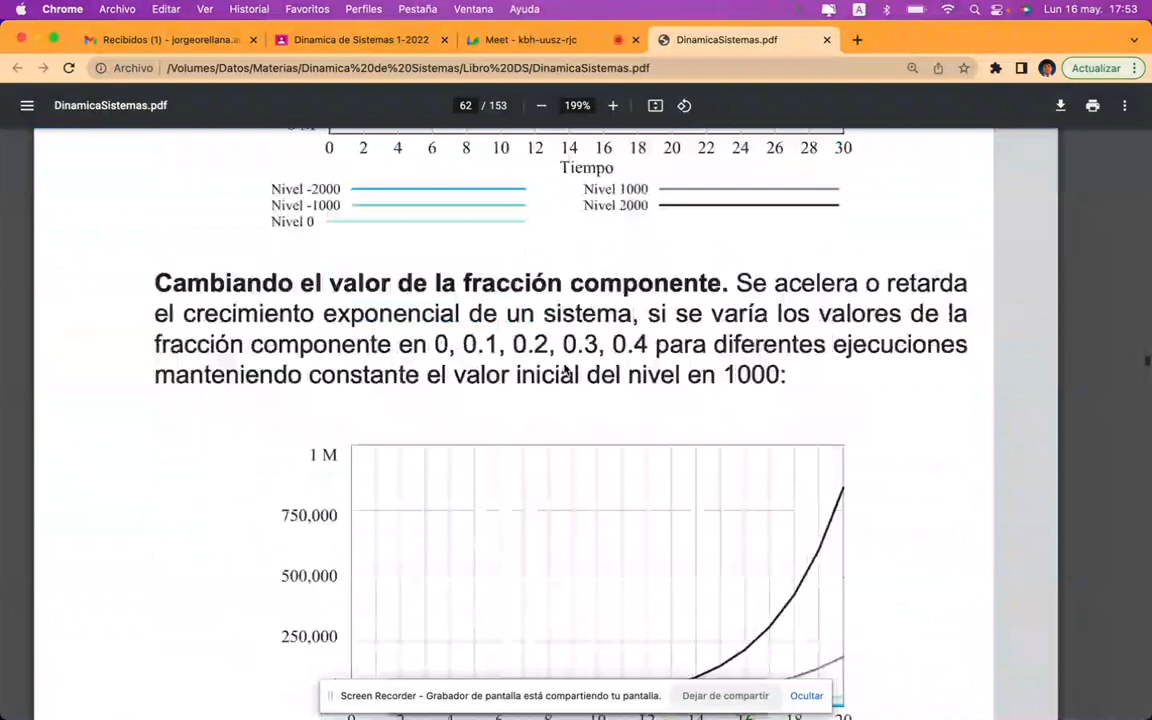 Chrome Archivo Editar Ver Historial Favoritos Perfiles Pestaña Ventana Ayuda A Lun 16 may. 17:53
Recibidos (1) - jorgeorellana.a Dinamica de Sistemas 1-2022 Meet - kbh-uusz-rjc DinamicaSistemas.pdf
Archivo /Volumes/Datos/Materias/Dinamica%20de%20Sistemas/Libro%20DS/DinamicaSistemas.pdf Actualizar
DinamicaSistemas.pdf 62 / 153 199%
0 2 4 6 8 10 12 14 16 18 20 22 24 26 28 30
Tiempo
Nivel -2000 Nivel 1000
Nivel -1000 Nivel 2000
Nivel 0
Cambiando el valor de la fracción componente. Se acelera o retarda
el crecimiento exponencial de un sistema, si se varía los valores de la
fracción componente en 0, 0.1, 0.2, 0.3, 0.4 para diferentes ejecuciones
manteniendo constante el valor inicial del nivel en 1000:
1 M
750,000
500,000
250,000
Screen Recorder - Grabador de pantalla está compartiendo tu pantalla. Dejar de compartir Ocultar